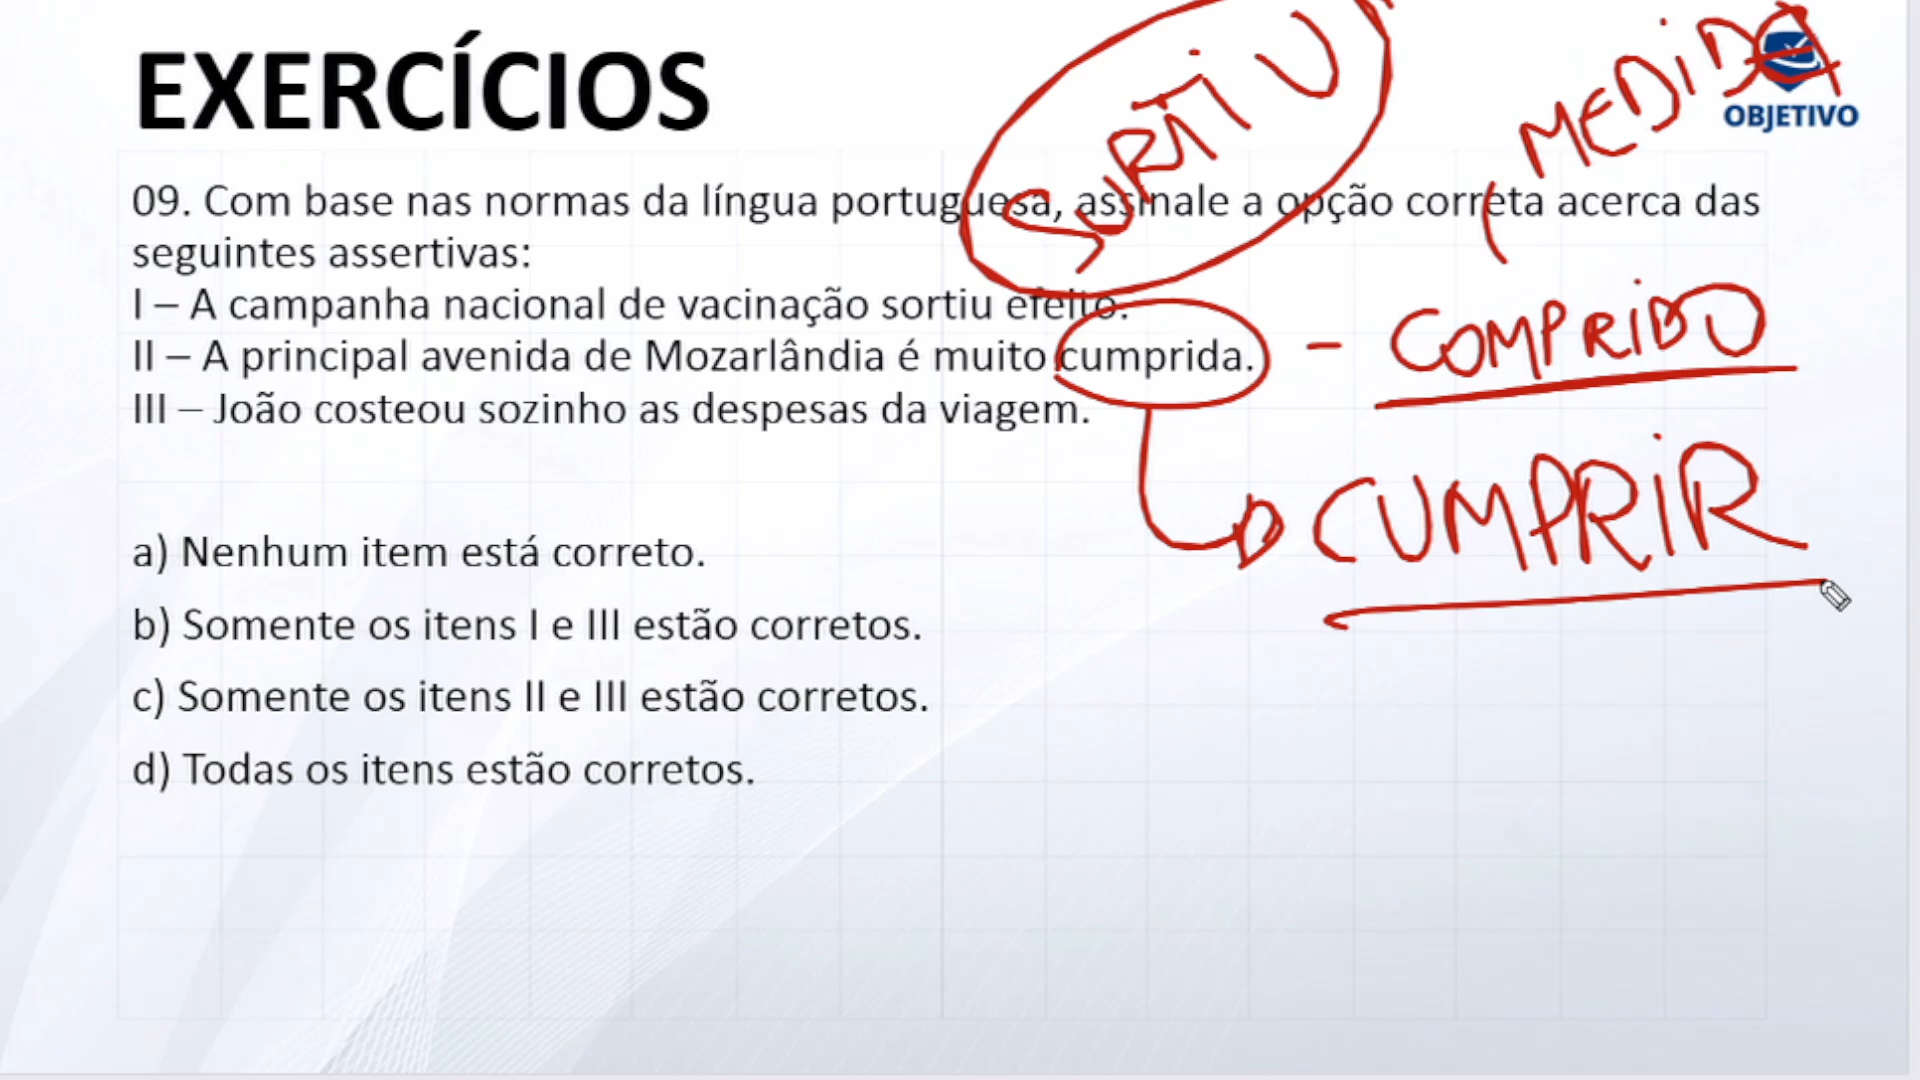 EXERCÍCIOS
SURTIU
MEDIDA
OBJETIVO
09. Com base nas normas da língua portuguesa, assinale a opção correta acerca das
seguintes assertivas:
I – A campanha nacional de vacinação sortiu efeito.
II – A principal avenida de Mozarlândia é muito cumprida. - COMPRIDO
III – João costeou sozinho as despesas da viagem.
CUMPRIR
a) Nenhum item está correto.
b) Somente os itens I e III estão corretos.
c) Somente os itens II e III estão corretos.
d) Todas os itens estão corretos.